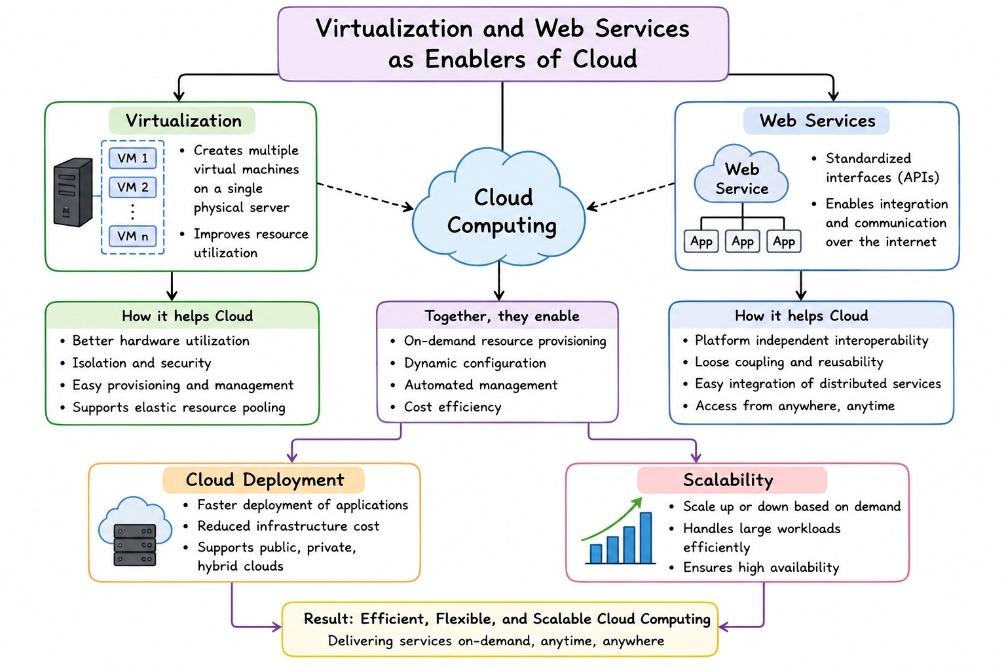 Virtualization and Web Services
as Enablers of Cloud
Virtualization
VM 1
VM 2
VM n
• Creates multiple
virtual machines
on a single
physical server
• Improves resource
utilization
Cloud
Computing
Web Services
Web
Service
App
App
App
• Standardized
interfaces (APIs)
• Enables integration
and communication
over the internet
How it helps Cloud
• Better hardware utilization
• Isolation and security
• Easy provisioning and management
• Supports elastic resource pooling
Together, they enable
• On-demand resource provisioning
• Dynamic configuration
• Automated management
• Cost efficiency
How it helps Cloud
• Platform independent interoperability
• Loose coupling and reusability
• Easy integration of distributed services
• Access from anywhere, anytime
Cloud Deployment
• Faster deployment of applications
• Reduced infrastructure cost
• Supports public, private,
hybrid clouds
Scalability
• Scale up or down based on demand
• Handles large workloads
efficiently
• Ensures high availability
Result: Efficient, Flexible, and Scalable Cloud Computing
Delivering services on-demand, anytime, anywhere